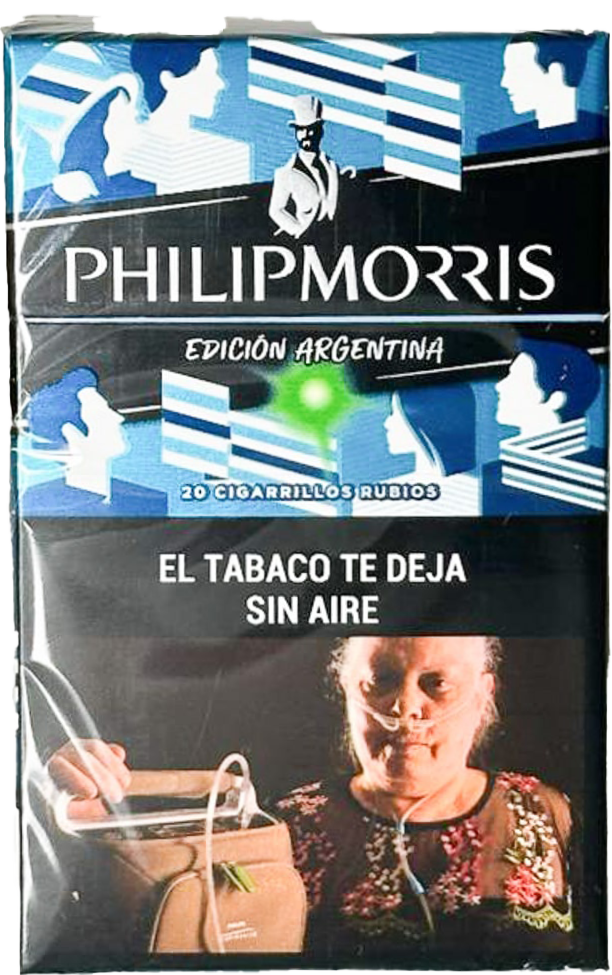 PHILIPMORRIS
EDICIÓN ARGENTINA
20 CIGARRILLOS RUBIOS
EL TABACO TE DEJA
SIN AIRE